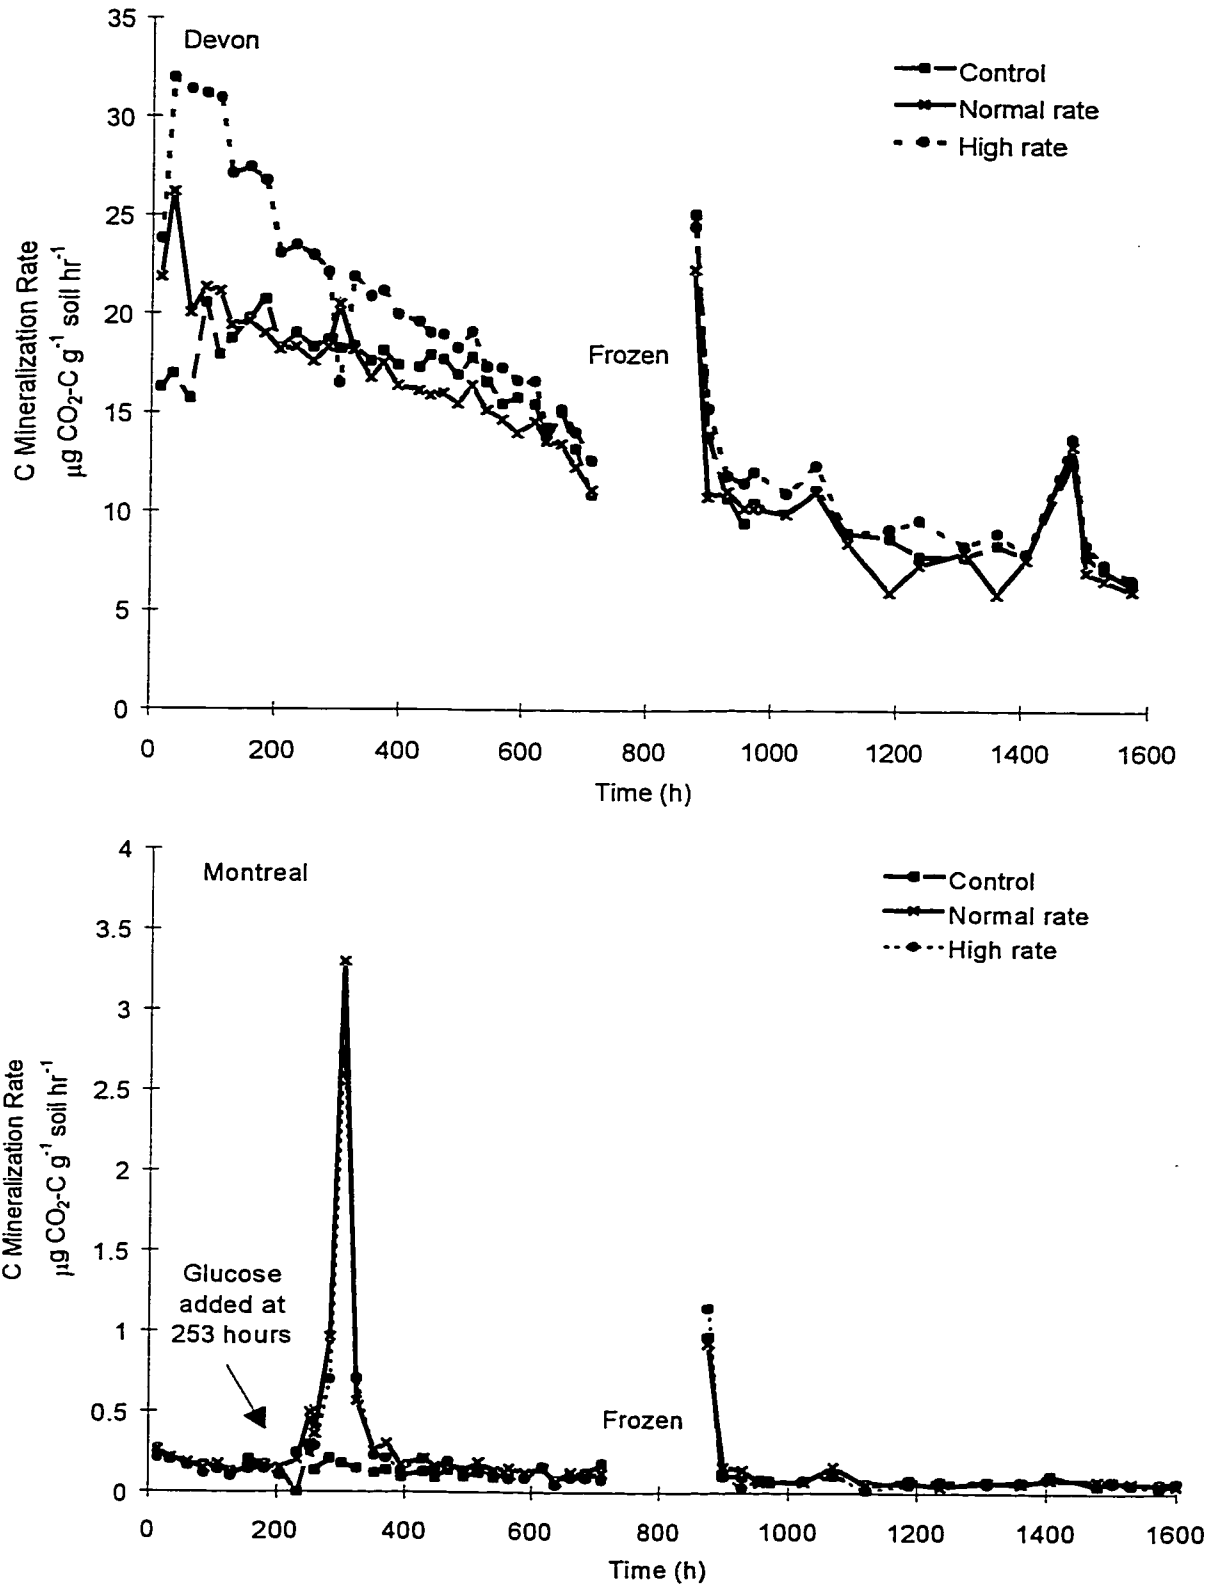 35
Devon
Control
Normal rate
High rate
30
25
20
15
10
5
0
C Mineralization Rate
µg CO₂-C g⁻¹ soil hr⁻¹
Frozen
0 200 400 600 800 1000 1200 1400 1600
Time (h)
4
Montreal
Control
Normal rate
High rate
3.5
3
2.5
2
1.5
1
0.5
0
C Mineralization Rate
µg CO₂-C g⁻¹ soil hr⁻¹
Glucose
added at
253 hours
Frozen
0 200 400 600 800 1000 1200 1400 1600
Time (h)